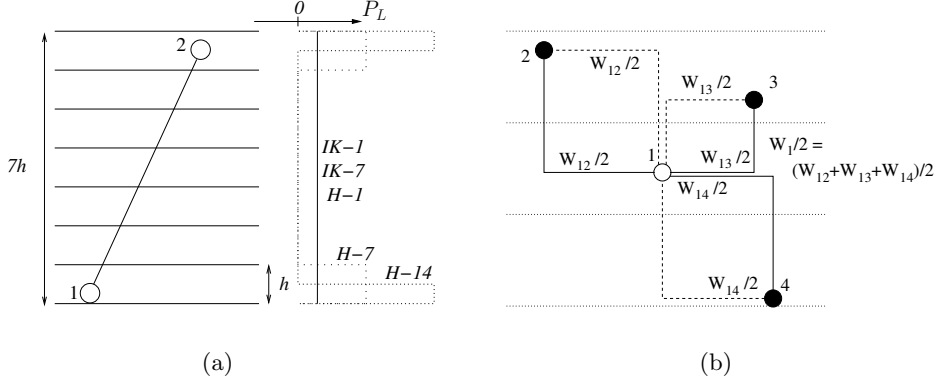 0 P_L
2
7h
IK−1
IK−7
H−1
H−7
H−14
1
h
(a)
2
W_12 /2
W_13 /2
3
W_12 /2
1
W_13 /2
W_1/2 =
(W_12+W_13+W_14)/2
W_14 /2
W_14 /2
4
(b)